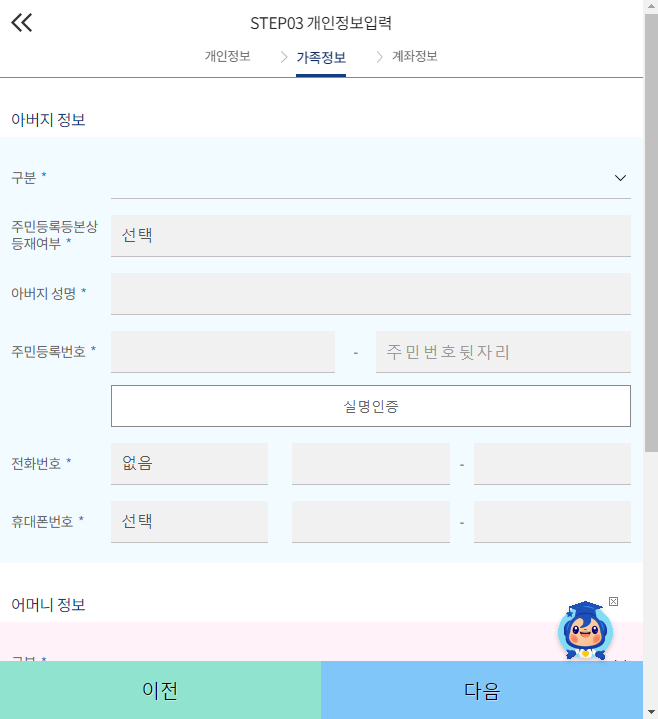 STEP03 개인정보입력
개인정보 가족정보 계좌정보
아버지 정보
구분 *
주민등록등본상
등재여부 * 선택
아버지 성명 *
주민등록번호 * - 주민번호뒷자리
실명인증
전화번호 * 없음 -
휴대폰번호 * 선택 -
어머니 정보
구분 *
이전 다음